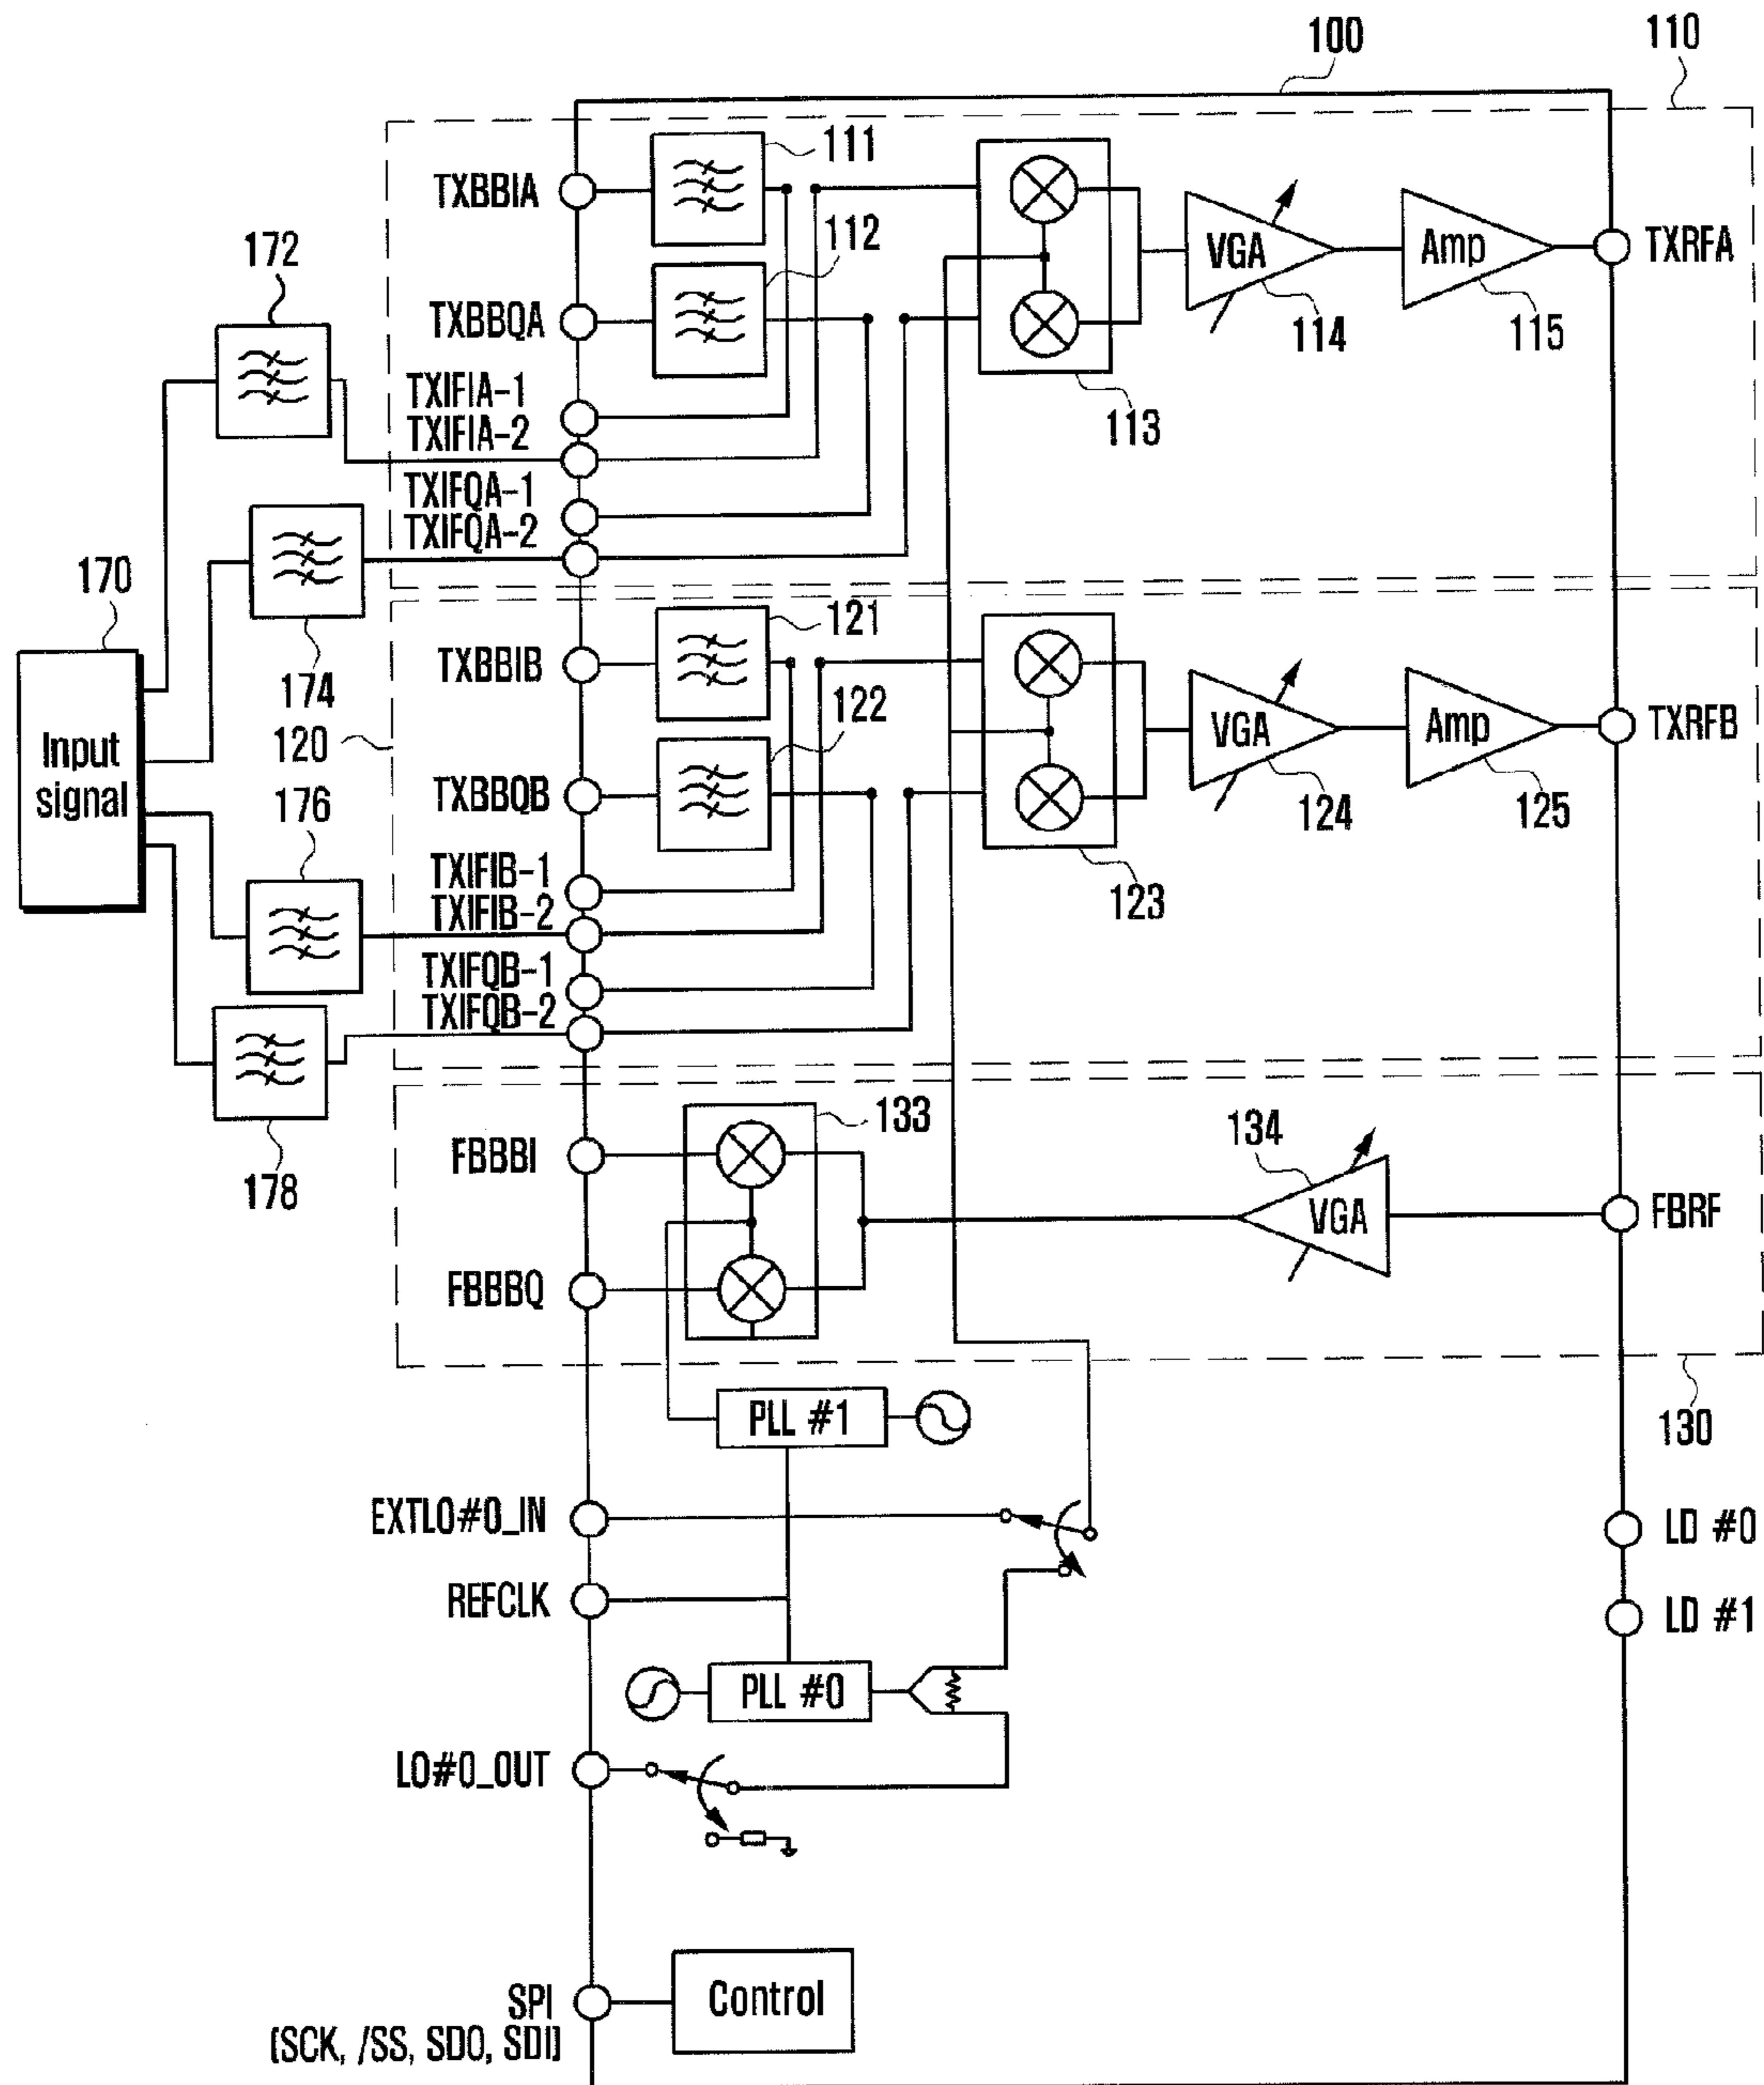 100
110
111
TXBBIA
112
172
VGA
Amp
TXRFA
TXBBQA
114
115
TXIFIA-1
TXIFIA-2
113
TXIFQA-1
TXIFQA-2
170
174
121
TXBBIB
122
120
Input
signal
VGA
Amp
TXRFB
176
TXBBQB
124
125
TXIFIB-1
TXIFIB-2
123
TXIFQB-1
TXIFQB-2
178
133
134
FBBBI
VGA
FBRF
FBBBQ
PLL #1
130
EXTLO#0_IN
LD #0
REFCLK
LD #1
PLL #0
LO#0_OUT
SPI
Control
(SCK, /SS, SDO, SDI)